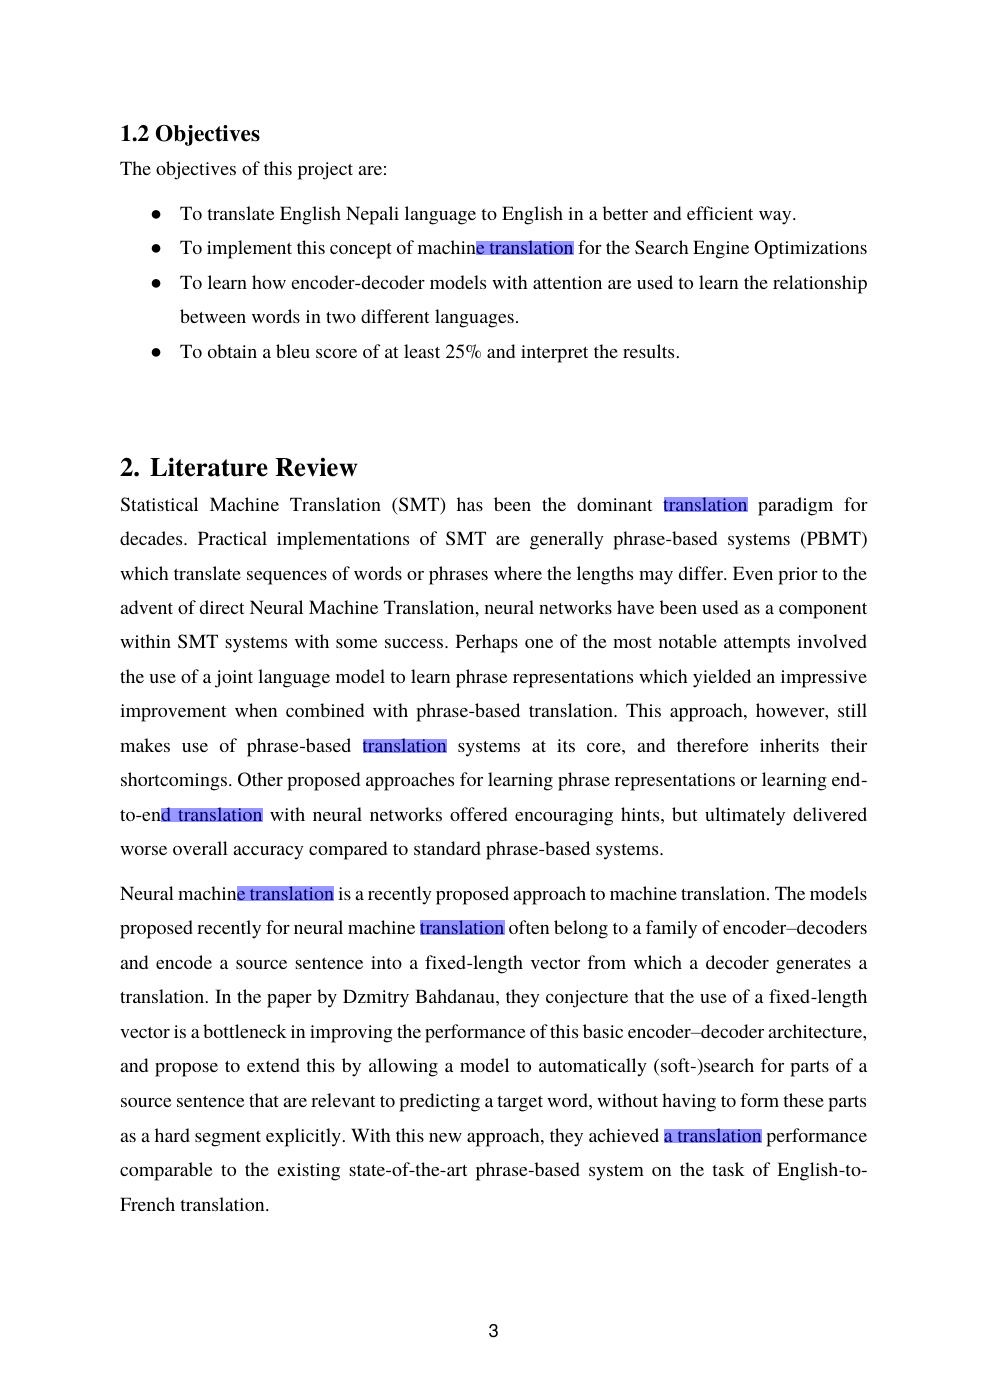 1.2 Objectives
The objectives of this project are:
● To translate English Nepali language to English in a better and efficient way.
● To implement this concept of machine translation for the Search Engine Optimizations
● To learn how encoder-decoder models with attention are used to learn the relationship
between words in two different languages.
● To obtain a bleu score of at least 25% and interpret the results.
2. Literature Review
Statistical Machine Translation (SMT) has been the dominant translation paradigm for
decades. Practical implementations of SMT are generally phrase-based systems (PBMT)
which translate sequences of words or phrases where the lengths may differ. Even prior to the
advent of direct Neural Machine Translation, neural networks have been used as a component
within SMT systems with some success. Perhaps one of the most notable attempts involved
the use of a joint language model to learn phrase representations which yielded an impressive
improvement when combined with phrase-based translation. This approach, however, still
makes use of phrase-based translation systems at its core, and therefore inherits their
shortcomings. Other proposed approaches for learning phrase representations or learning end-
to-end translation with neural networks offered encouraging hints, but ultimately delivered
worse overall accuracy compared to standard phrase-based systems.
Neural machine translation is a recently proposed approach to machine translation. The models
proposed recently for neural machine translation often belong to a family of encoder–decoders
and encode a source sentence into a fixed-length vector from which a decoder generates a
translation. In the paper by Dzmitry Bahdanau, they conjecture that the use of a fixed-length
vector is a bottleneck in improving the performance of this basic encoder–decoder architecture,
and propose to extend this by allowing a model to automatically (soft-)search for parts of a
source sentence that are relevant to predicting a target word, without having to form these parts
as a hard segment explicitly. With this new approach, they achieved a translation performance
comparable to the existing state-of-the-art phrase-based system on the task of English-to-
French translation.
3